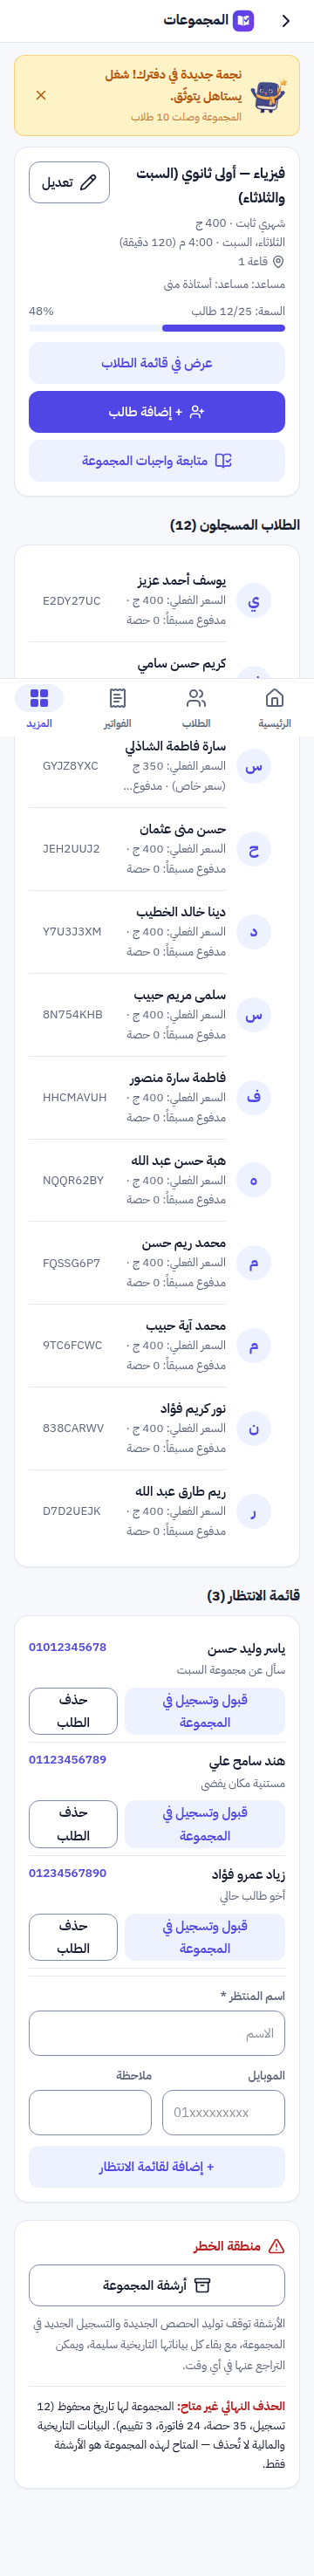 المجموعات
نجمة جديدة في دفترك! شغل يستاهل يتوثّق.
المجموعة وصلت 10 طلاب
فيزياء — أولى ثانوي (السبت والثلاثاء)
تعديل
شهري ثابت · 400 ج
الثلاثاء، السبت · 4:00 م (120 دقيقة)
قاعة 1
مساعد: مساعد: أستاذة منى
السعة: 12/25 طالب
48%
عرض في قائمة الطلاب
+ إضافة طالب
متابعة واجبات المجموعة
الطلاب المسجلون (12)
ي
يوسف أحمد عزيز
السعر الفعلي: 400 ج ·
مدفوع مسبقاً: 0 حصة
E2DY27UC
كريم حسن سامي
الرئيسية
الطلاب
الفواتير
المزيد
س
سارة فاطمة الشاذلي
السعر الفعلي: 350 ج
(سعر خاص) · مدفوع...
GYJZ8YXC
ح
حسن منى عثمان
السعر الفعلي: 400 ج ·
مدفوع مسبقاً: 0 حصة
JEH2UUJ2
د
دينا خالد الخطيب
السعر الفعلي: 400 ج ·
مدفوع مسبقاً: 0 حصة
Y7U3J3XM
س
سلمى مريم حبيب
السعر الفعلي: 400 ج ·
مدفوع مسبقاً: 0 حصة
8N754KHB
ف
فاطمة سارة منصور
السعر الفعلي: 400 ج ·
مدفوع مسبقاً: 0 حصة
HHCMAVUH
ه
هبة حسن عبد الله
السعر الفعلي: 400 ج ·
مدفوع مسبقاً: 0 حصة
NQQR62BY
م
محمد ريم حسن
السعر الفعلي: 400 ج ·
مدفوع مسبقاً: 0 حصة
FQSSG6P7
م
محمد آية حبيب
السعر الفعلي: 400 ج ·
مدفوع مسبقاً: 0 حصة
9TC6FCWC
ن
نور كريم فؤاد
السعر الفعلي: 400 ج ·
مدفوع مسبقاً: 0 حصة
838CARWV
ر
ريم طارق عبد الله
السعر الفعلي: 400 ج ·
مدفوع مسبقاً: 0 حصة
D7D2UEJK
قائمة الانتظار (3)
ياسر وليد حسن
01012345678
سأل عن مجموعة السبت
قبول وتسجيل في المجموعة
حذف الطلب
هند سامح علي
01123456789
مستنية مكان يفضى
قبول وتسجيل في المجموعة
حذف الطلب
زياد عمرو فؤاد
01234567890
أخو طالب حالي
قبول وتسجيل في المجموعة
حذف الطلب
اسم المنتظر *
الاسم
الموبايل
ملاحظة
01xxxxxxxxx
+ إضافة لقائمة الانتظار
منطقة الخطر
أرشفة المجموعة
الأرشفة توقف توليد الحصص الجديدة والتسجيل الجديد في
المجموعة، مع بقاء كل بياناتها التاريخية سليمة، ويمكن
التراجع عنها في أي وقت.
الحذف النهائي غير متاح: المجموعة لها تاريخ محفوظ (12
تسجيل، 35 حصة، 24 فاتورة، 3 تقييم). البيانات التاريخية
والمالية لا تُحذف — المتاح لهذه المجموعة هو الأرشفة
فقط.